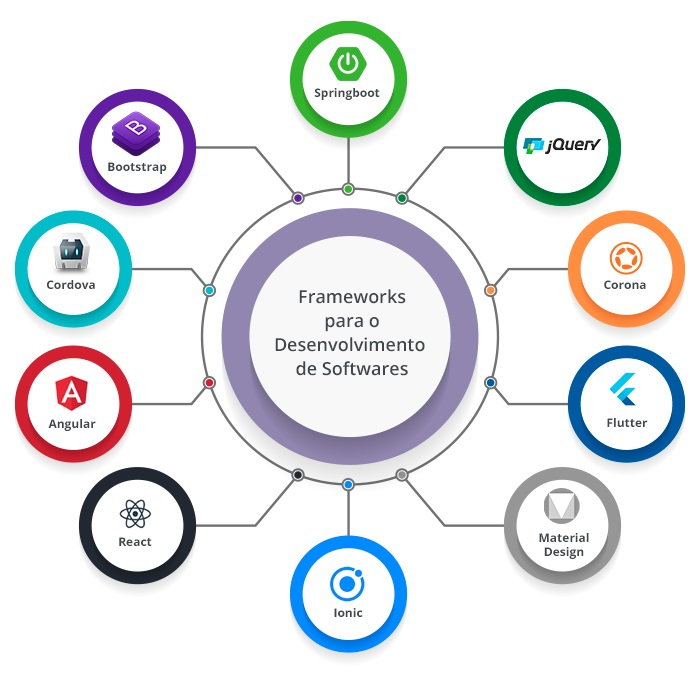 Springboot
Bootstrap
jQuery
Cordova
Corona
Frameworks
para o
Desenvolvimento
de Softwares
Angular
Flutter
React
Material
Design
Ionic